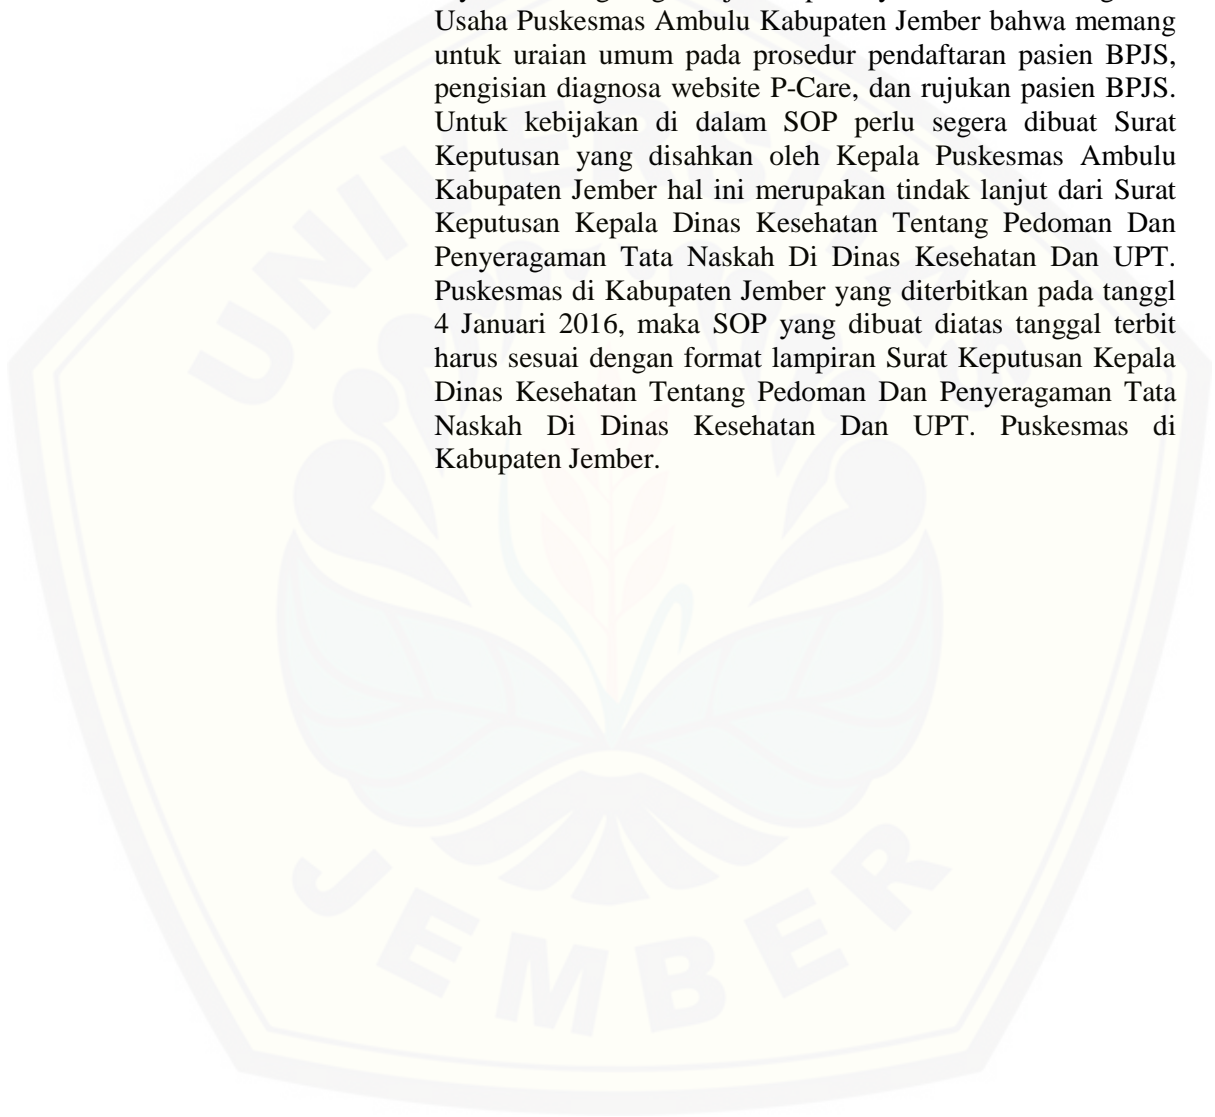 Usaha Puskesmas Ambulu Kabupaten Jember bahwa memang
untuk uraian umum pada prosedur pendaftaran pasien BPJS,
pengisian diagnosa website P-Care, dan rujukan pasien BPJS.
Untuk kebijakan di dalam SOP perlu segera dibuat Surat
Keputusan yang disahkan oleh Kepala Puskesmas Ambulu
Kabupaten Jember hal ini merupakan tindak lanjut dari Surat
Keputusan Kepala Dinas Kesehatan Tentang Pedoman Dan
Penyeragaman Tata Naskah Di Dinas Kesehatan Dan UPT.
Puskesmas di Kabupaten Jember yang diterbitkan pada tanggl
4 Januari 2016, maka SOP yang dibuat diatas tanggal terbit
harus sesuai dengan format lampiran Surat Keputusan Kepala
Dinas Kesehatan Tentang Pedoman Dan Penyeragaman Tata
Naskah Di Dinas Kesehatan Dan UPT. Puskesmas di
Kabupaten Jember.
UNIVERSITAS
JEMBER